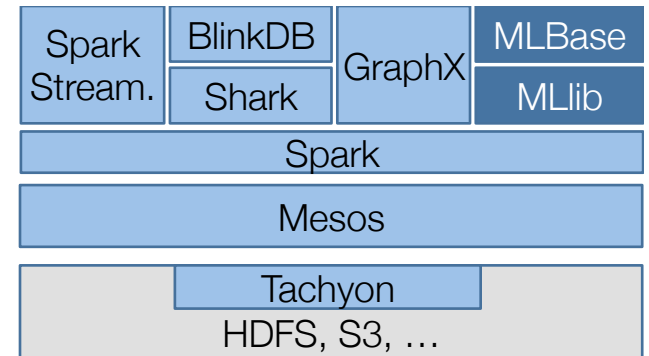 Spark
Stream.
BlinkDB
Shark
GraphX
MLBase
MLlib
Spark
Mesos
Tachyon
HDFS, S3, …